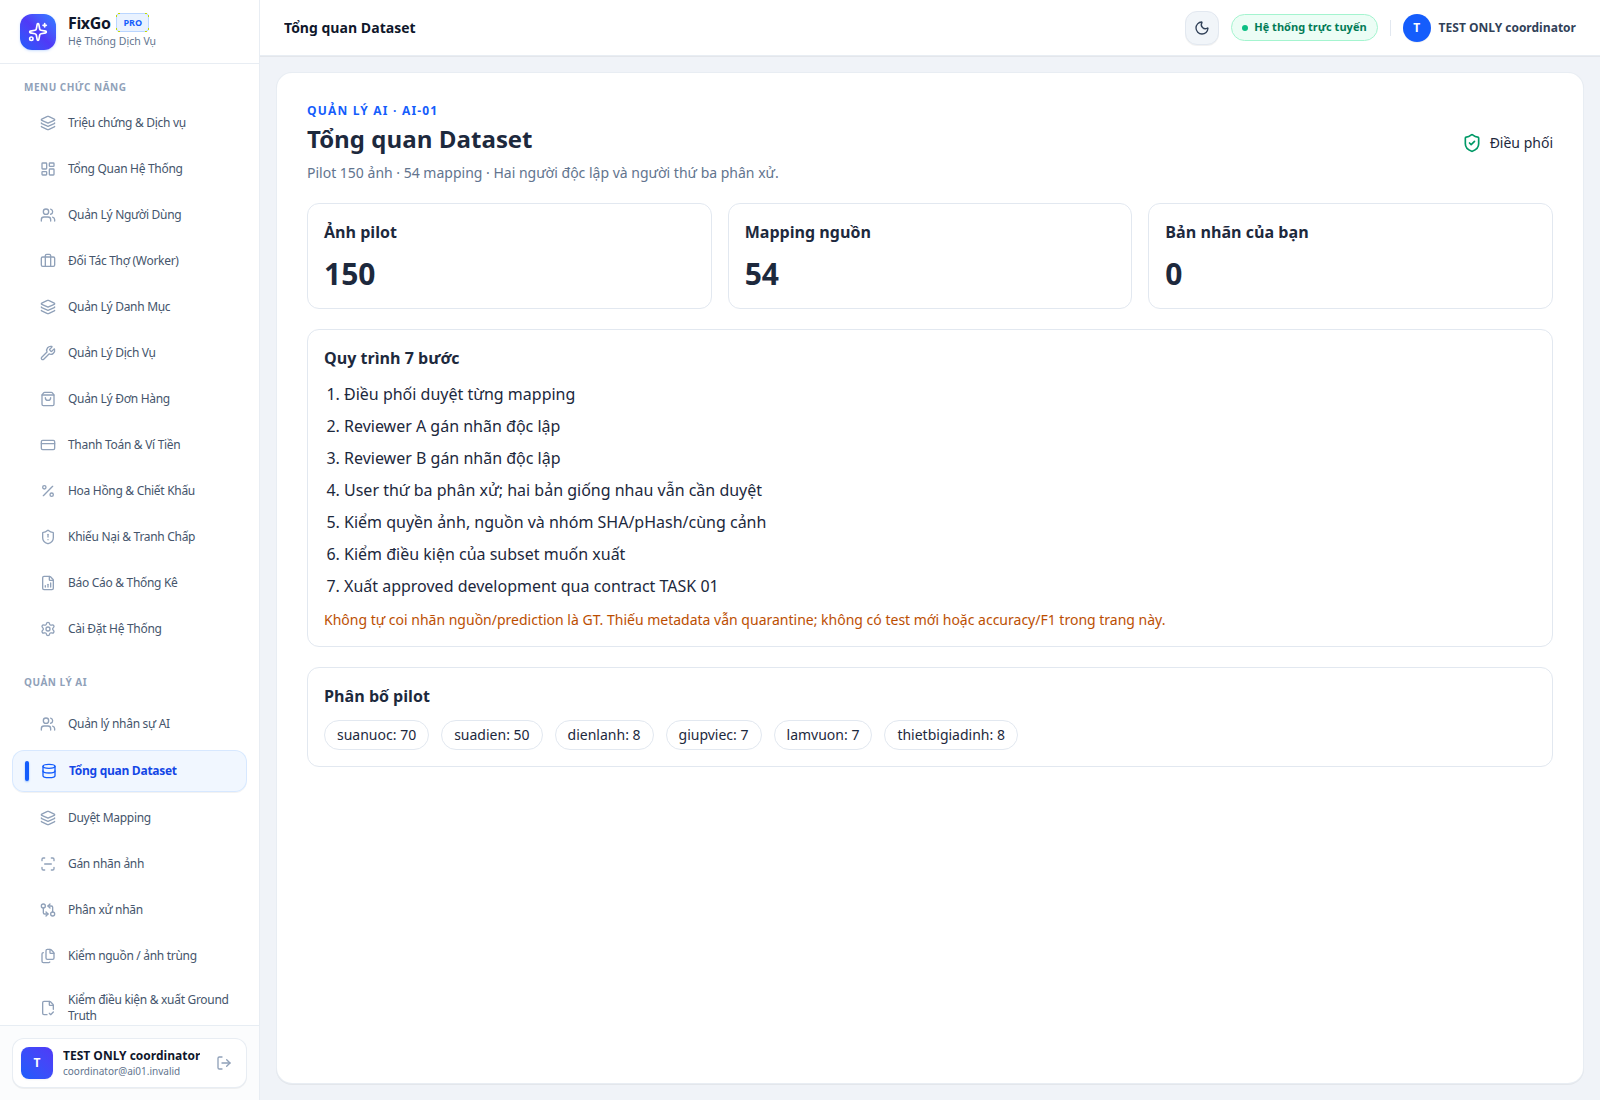 FixGo PRO
Hệ Thống Dịch Vụ
MENU CHỨC NĂNG
Triệu chứng & Dịch vụ
Tổng Quan Hệ Thống
Quản Lý Người Dùng
Đối Tác Thợ (Worker)
Quản Lý Danh Mục
Quản Lý Dịch Vụ
Quản Lý Đơn Hàng
Thanh Toán & Ví Tiền
Hoa Hồng & Chiết Khấu
Khiếu Nại & Tranh Chấp
Báo Cáo & Thống Kê
Cài Đặt Hệ Thống
QUẢN LÝ AI
Quản lý nhân sự AI
Tổng quan Dataset
Duyệt Mapping
Gán nhãn ảnh
Phân xử nhãn
Kiểm nguồn / ảnh trùng
Kiểm điều kiện & xuất Ground
Truth
T
TEST ONLY coordinator
coordinator@ai01.invalid
Tổng quan Dataset
Hệ thống trực tuyến
T
TEST ONLY coordinator
QUẢN LÝ AI · AI-01
Tổng quan Dataset
Điều phối
Pilot 150 ảnh · 54 mapping · Hai người độc lập và người thứ ba phân xử.
Ảnh pilot
150
Mapping nguồn
54
Bản nhãn của bạn
0
Quy trình 7 bước
1. Điều phối duyệt từng mapping
2. Reviewer A gán nhãn độc lập
3. Reviewer B gán nhãn độc lập
4. User thứ ba phân xử; hai bản giống nhau vẫn cần duyệt
5. Kiểm quyền ảnh, nguồn và nhóm SHA/pHash/cùng cảnh
6. Kiểm điều kiện của subset muốn xuất
7. Xuất approved development qua contract TASK 01
Không tự coi nhãn nguồn/prediction là GT. Thiếu metadata vẫn quarantine; không có test mới hoặc accuracy/F1 trong trang này.
Phân bố pilot
suanuoc: 70
suadien: 50
dienlanh: 8
giupviec: 7
lamvuon: 7
thietbigiadinh: 8